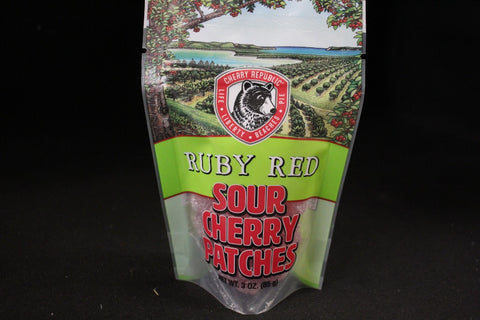 CHERRY REPUBLIC
LIFE • LIBERTY • BEACHES • PIE
RUBY RED
SOUR
CHERRY
PATCHES
NET WT. 3 OZ. (85 g)